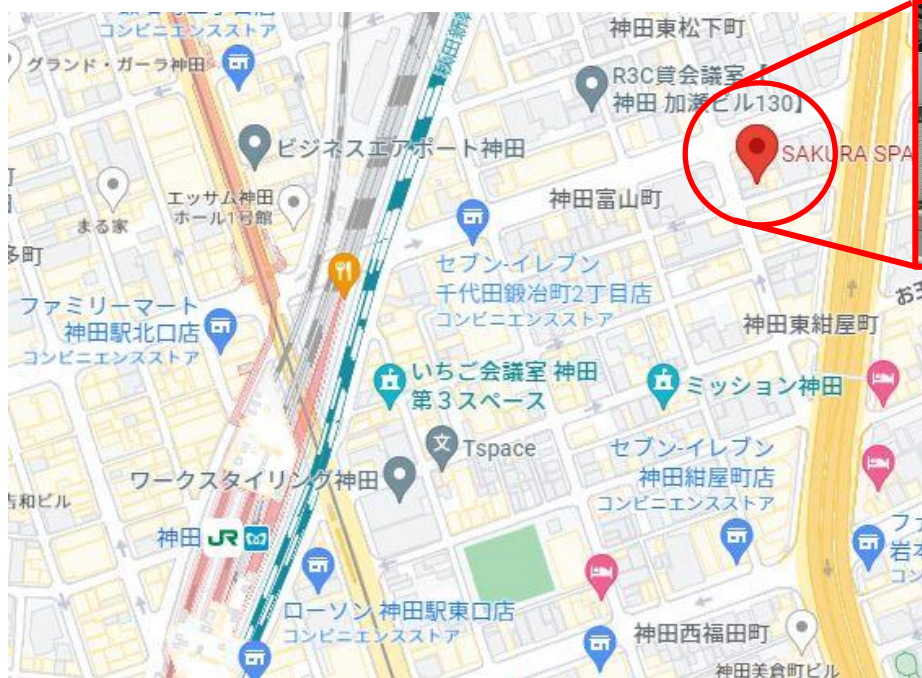 コンビニエンスストア
グランド・ガーラ神田
神田東松下町
R3C貸会議室【
神田 加瀬ビル130】
ビジネスエアポート神田
SAKURA SPA
エッサム神田
ホール1号館
まる家
神田富山町
多町
セブン-イレブン
千代田鍛冶町2丁目店
コンビニエンスストア
ファミリーマート
神田駅北口店
コンビニエンスストア
神田東紺屋町
いちご会議室 神田
第3スペース
ミッション神田
Tspace
セブン-イレブン
神田紺屋町店
コンビニエンスストア
ワークスタイリング神田
吉和ビル
神田 JR
ローソン 神田駅東口店
コンビニエンスストア
神田西福田町
神田美倉町ビル